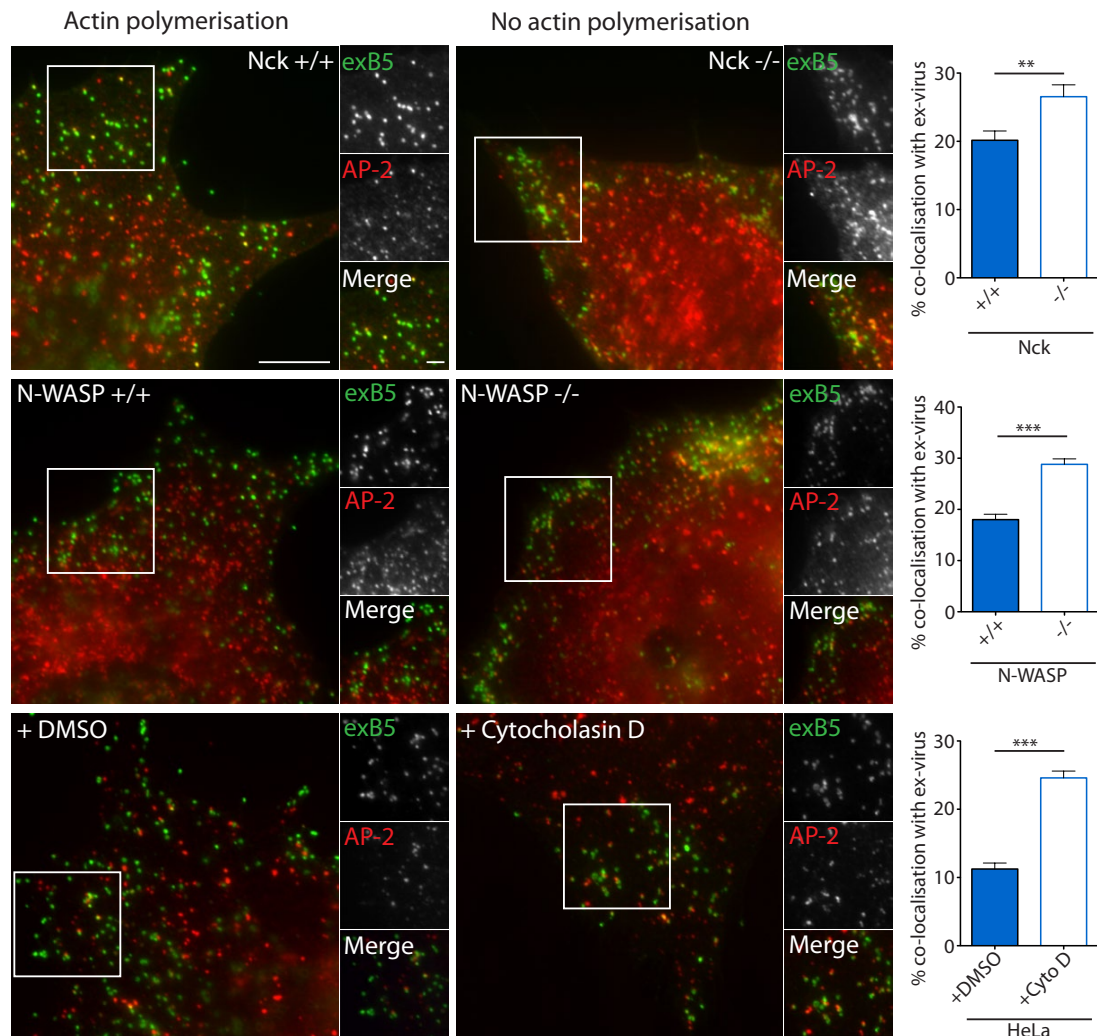 Actin polymerisation
No actin polymerisation
Nck +/+
exB5
AP-2
Merge
Nck -/-
exB5
AP-2
Merge
% co-localisation with ex-virus
30
20
10
0
**
+/+
-/-
Nck
N-WASP +/+
exB5
AP-2
Merge
N-WASP -/-
exB5
AP-2
Merge
% co-localisation with ex-virus
40
30
20
10
0
***
+/+
-/-
N-WASP
+ DMSO
exB5
AP-2
Merge
+ Cytocholasin D
exB5
AP-2
Merge
% co-localisation with ex-virus
30
20
10
0
***
+DMSO
+Cyto D
HeLa